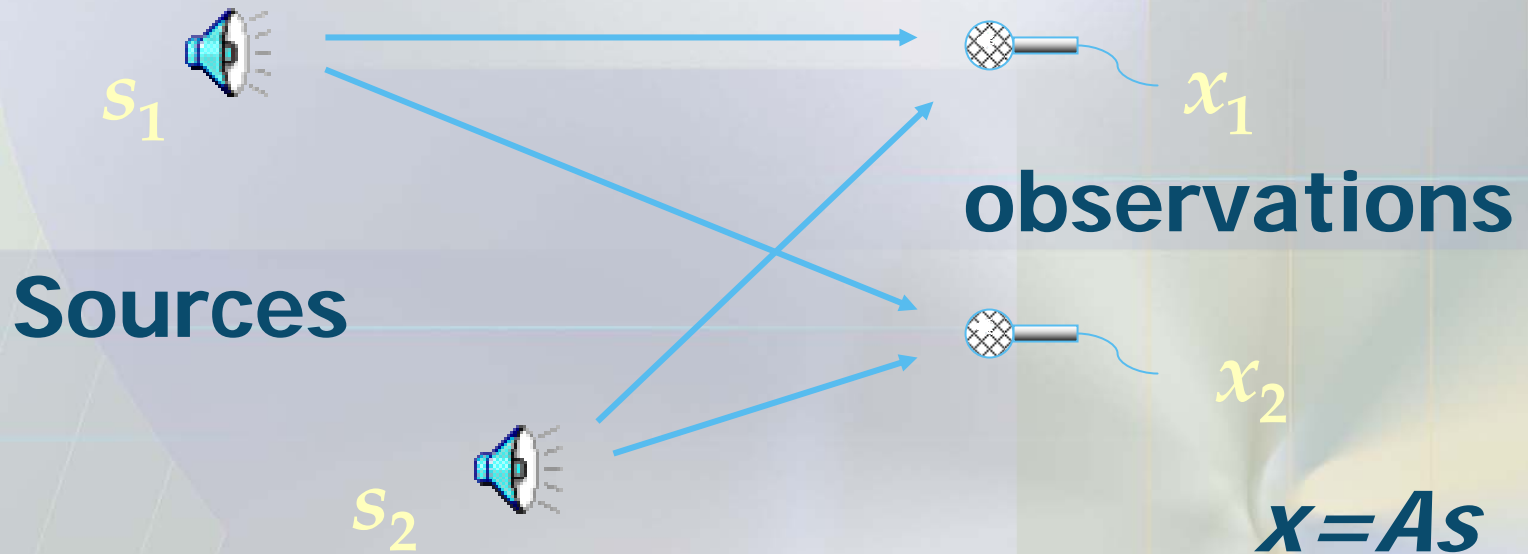 s₁
x₁
observations
Sources
x₂
s₂
x=As